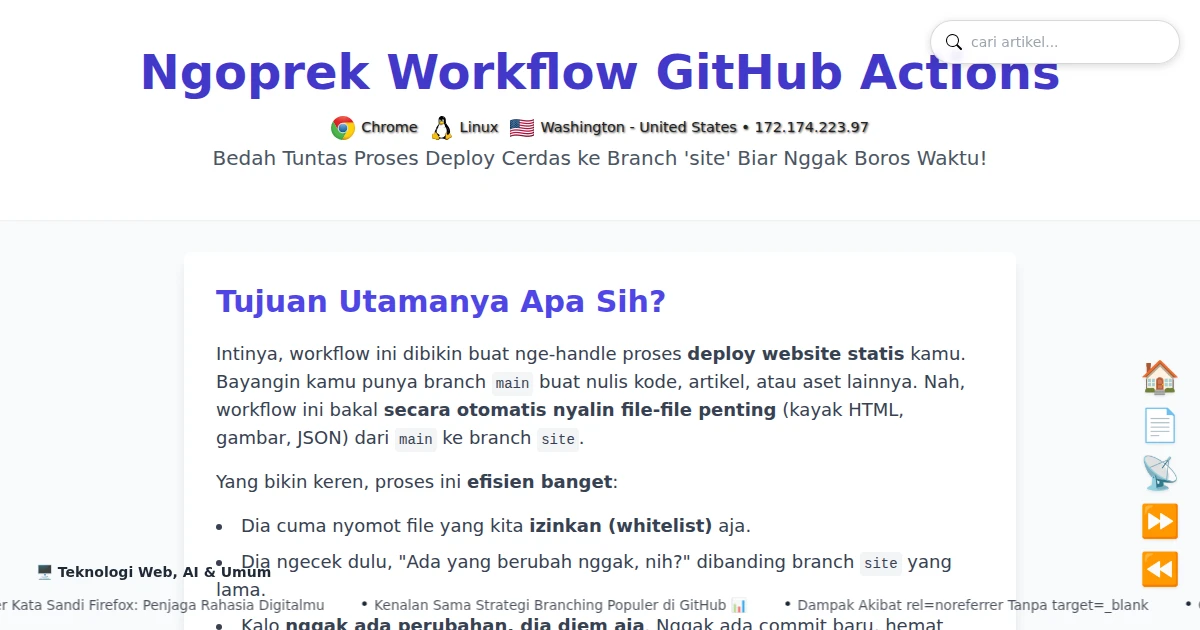 cari artikel...
Ngoprek Workflow GitHub Actions
Chrome Linux Washington - United States • 172.174.223.97
Bedah Tuntas Proses Deploy Cerdas ke Branch 'site' Biar Nggak Boros Waktu!
Tujuan Utamanya Apa Sih?
Intinya, workflow ini dibikin buat nge-handle proses deploy website statis kamu.
Bayangin kamu punya branch main buat nulis kode, artikel, atau aset lainnya. Nah,
workflow ini bakal secara otomatis nyalin file-file penting (kayak HTML,
gambar, JSON) dari main ke branch site.
Yang bikin keren, proses ini efisien banget:
• Dia cuma nyomot file yang kita izinkan (whitelist) aja.
• Dia ngecek dulu, "Ada yang berubah nggak, nih?" dibanding branch site yang
lama.
Teknologi Web, AI & Umum
Kata Sandi Firefox: Penjaga Rahasia Digitalmu • Kenalan Sama Strategi Branching Populer di GitHub • Dampak Akibat rel=noreferrer Tanpa target=_blank •
• Kalo nggak ada perubahan, dia diem aja. Nggak ada commit baru, hemat